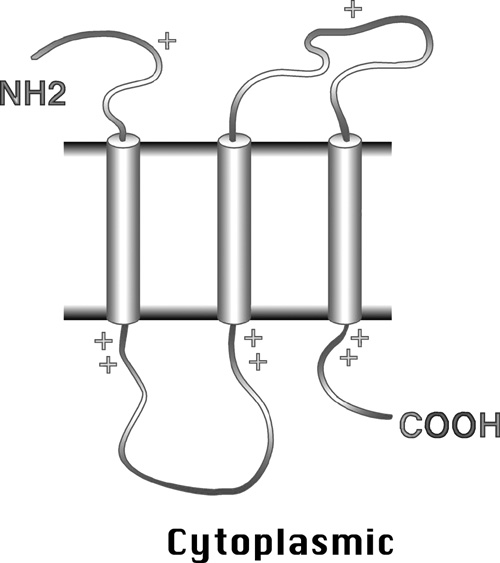 +
+
NH2
+
+
+
+
+
+
COOH
Cytoplasmic